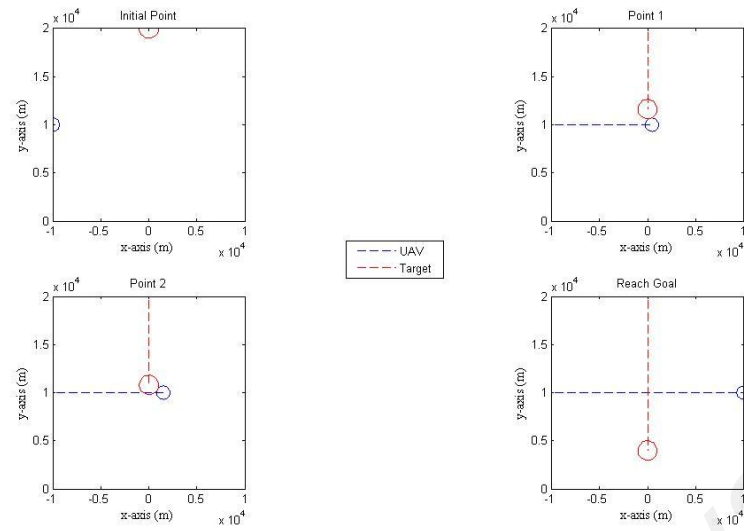 Initial Point
x 10^4
y-axis (m)
2
1.5
1
0.5
0
-1 -0.5 0 0.5 1
x-axis (m)
x 10^4
Point 1
x 10^4
y-axis (m)
2
1.5
1
0.5
0
-1 -0.5 0 0.5 1
x-axis (m)
x 10^4
UAV
Target
Point 2
x 10^4
y-axis (m)
2
1.5
1
0.5
0
-1 -0.5 0 0.5 1
x-axis (m)
x 10^4
Reach Goal
x 10^4
y-axis (m)
2
1.5
1
0.5
0
-1 -0.5 0 0.5 1
x-axis (m)
x 10^4